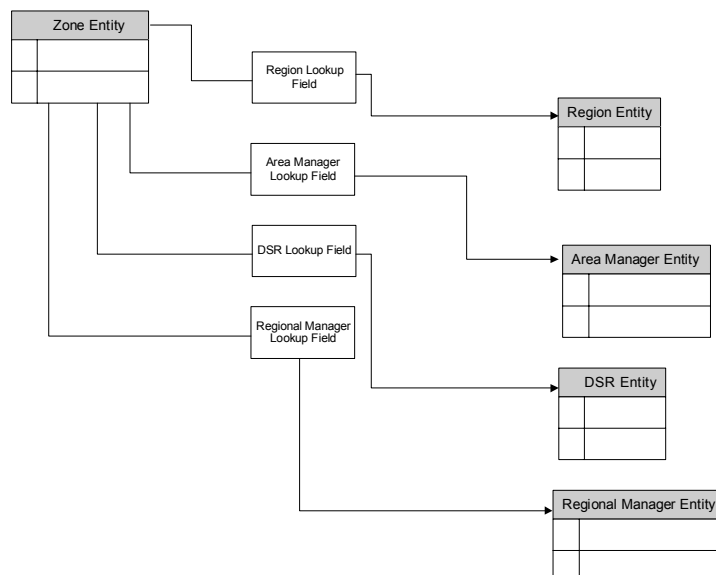 Zone Entity
Region Lookup
Field
Region Entity
Area Manager
Lookup Field
Area Manager Entity
DSR Lookup Field
Regional Manager
Lookup Field
DSR Entity
Regional Manager Entity